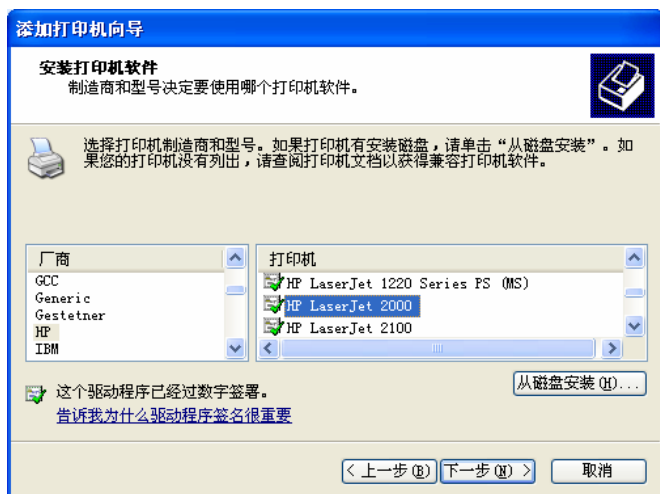 添加打印机向导
安装打印机软件
制造商和型号决定要使用哪个打印机软件。
选择打印机制造商和型号。如果打印机有安装磁盘，请单击“从磁盘安装”。如
果您的打印机没有列出，请查阅打印机文档以获得兼容打印机软件。
厂商
GCC
Generic
Gestetner
HP
IBM
打印机
HP LaserJet 1220 Series PS (MS)
HP LaserJet 2000
HP LaserJet 2100
这个驱动程序已经过数字签署。
告诉我为什么驱动程序签名很重要
从磁盘安装(H)...
< 上一步(B)
下一步(N) >
取消